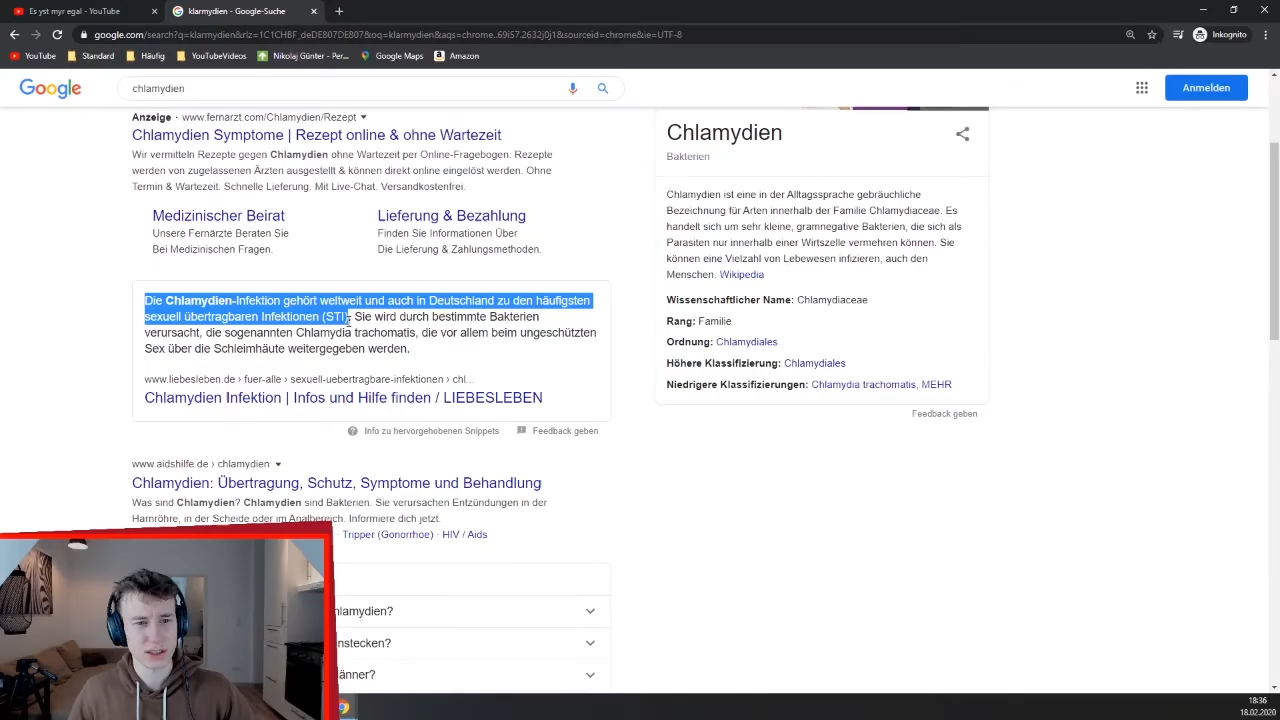 Es yst myr egal - YouTube
klarmydien - Google-Suche
google.com/search?q=klarmydien&rlz=1C1CHBF_deDE807DE807&oq=klarmydien&aqs=chrome..69i57.2632j0j1&sourceid=chrome&ie=UTF-8
Inkognito
YouTube
Standard
Häufig
YouTubeVideos
Nikolaj Günter - Per...
Google Maps
Amazon
Google
chlamydien
Anmelden
Anzeige · www.fernarzt.com/Chlamydien/Rezept
Chlamydien Symptome | Rezept online & ohne Wartezeit
Wir vermitteln Rezepte gegen Chlamydien ohne Wartezeit per Online-Fragebogen. Rezepte
werden von zugelassenen Ärzten ausgestellt & können direkt online eingelöst werden. Ohne
Termin & Wartezeit. Schnelle Lieferung. Mit Live-Chat. Versandkostenfrei.
Medizinischer Beirat
Unsere Fernärzte Beraten Sie
Bei Medizinischen Fragen.
Lieferung & Bezahlung
Finden Sie Informationen Über
Die Lieferung & Zahlungsmethoden.
Die Chlamydien-Infektion gehört weltweit und auch in Deutschland zu den häufigsten
sexuell übertragbaren Infektionen (STI). Sie wird durch bestimmte Bakterien
verursacht, die sogenannten Chlamydia trachomatis, die vor allem beim ungeschützten
Sex über die Schleimhäute weitergegeben werden.
www.liebesleben.de › fuer-alle › sexuell-uebertragbare-infektionen › chl...
Chlamydien Infektion | Infos und Hilfe finden / LIEBESLEBEN
Info zu hervorgehobenen Snippets
Feedback geben
www.aidshilfe.de › chlamydien
Chlamydien: Übertragung, Schutz, Symptome und Behandlung
Was sind Chlamydien? Chlamydien sind Bakterien. Sie verursachen Entzündungen in der
Harnröhre, in der Scheide oder im Analbereich. Informiere dich jetzt.
· Tripper (Gonorrhoe) · HIV / Aids
hlamydien?
nstecken?
änner?
Chlamydien
Bakterien
Chlamydien ist eine in der Alltagssprache gebräuchliche
Bezeichnung für Arten innerhalb der Familie Chlamydiaceae. Es
handelt sich um sehr kleine, gramnegative Bakterien, die sich als
Parasiten nur innerhalb einer Wirtszelle vermehren können. Sie
können eine Vielzahl von Lebewesen infizieren, auch den
Menschen. Wikipedia
Wissenschaftlicher Name: Chlamydiaceae
Rang: Familie
Ordnung: Chlamydiales
Höhere Klassifizierung: Chlamydiales
Niedrigere Klassifizierungen: Chlamydia trachomatis, MEHR
Feedback geben
18:36
18.02.2020